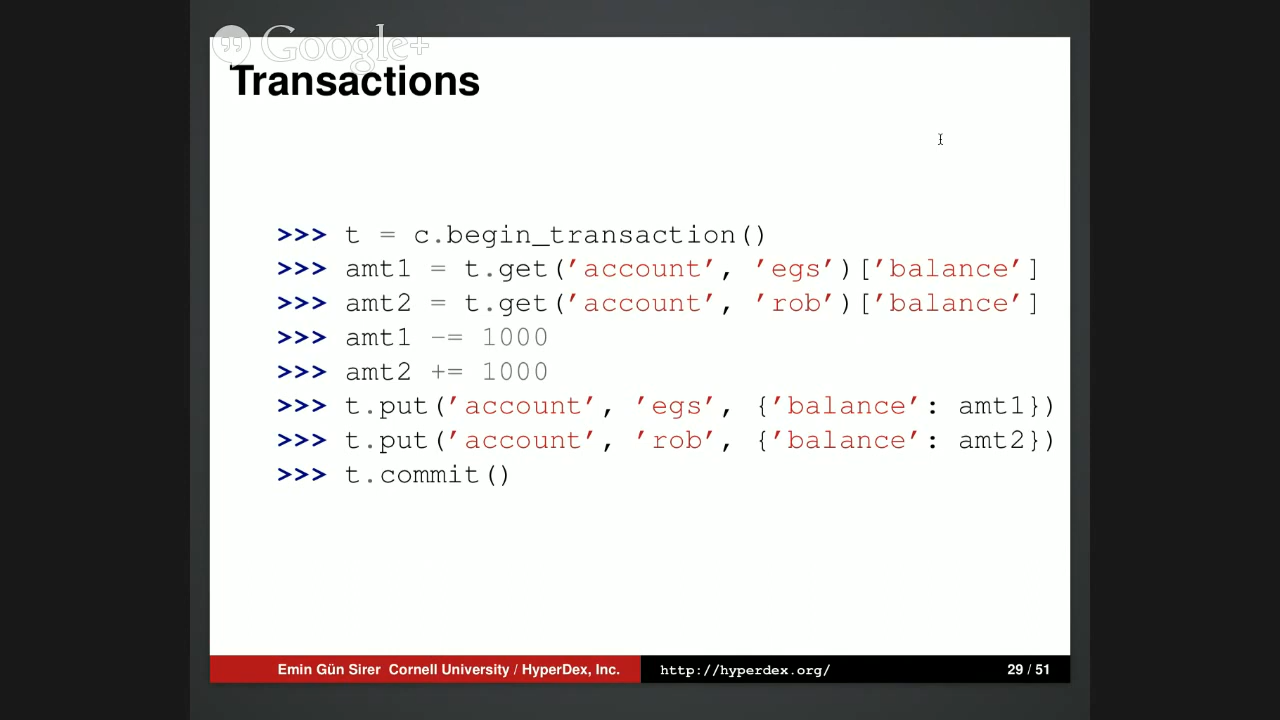 Google+
Transactions
>>> t = c.begin_transaction()
>>> amt1 = t.get('account', 'egs')['balance']
>>> amt2 = t.get('account', 'rob')['balance']
>>> amt1 -= 1000
>>> amt2 += 1000
>>> t.put('account', 'egs', {'balance': amt1})
>>> t.put('account', 'rob', {'balance': amt2})
>>> t.commit()
Emin Gün Sirer Cornell University / HyperDex, Inc. http://hyperdex.org/ 29 / 51